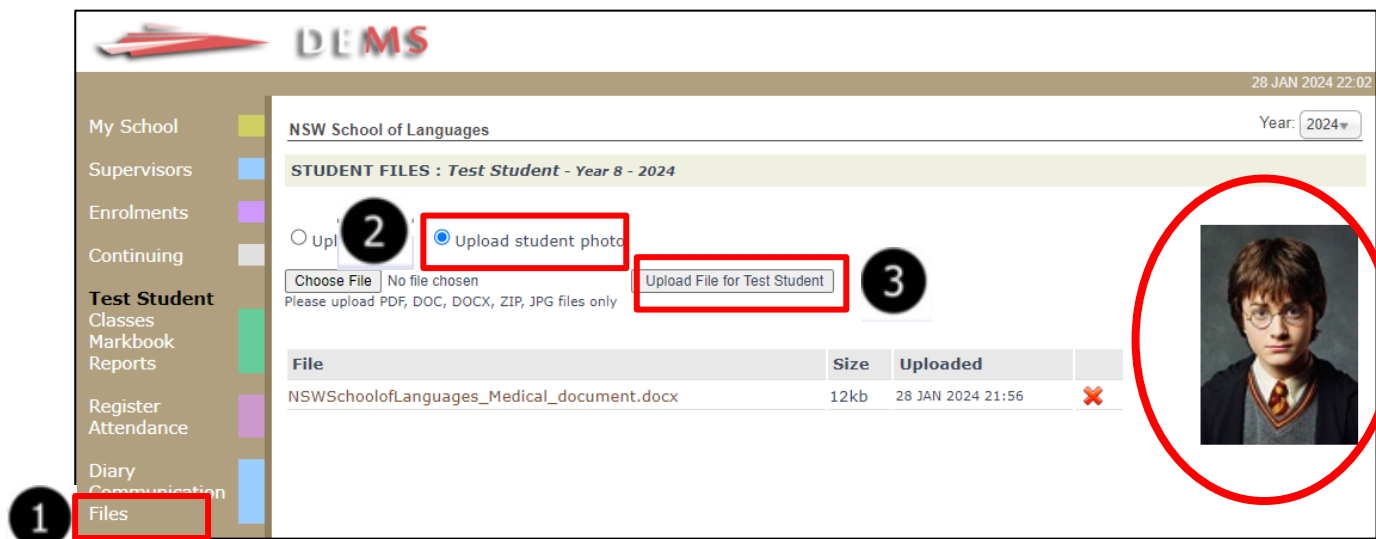 DEMS
28 JAN 2024 22:02
My School
Supervisors
Enrolments
Continuing
Test Student
Classes
Markbook
Reports
Register
Attendance
Diary
Communication
Files
1
NSW School of Languages
Year: 2024
STUDENT FILES : Test Student - Year 8 - 2024
Upl 2 Upload student photo
Choose File No file chosen Upload File for Test Student 3
Please upload PDF, DOC, DOCX, ZIP, JPG files only
File Size Uploaded
NSWSchoolofLanguages_Medical_document.docx 12kb 28 JAN 2024 21:56